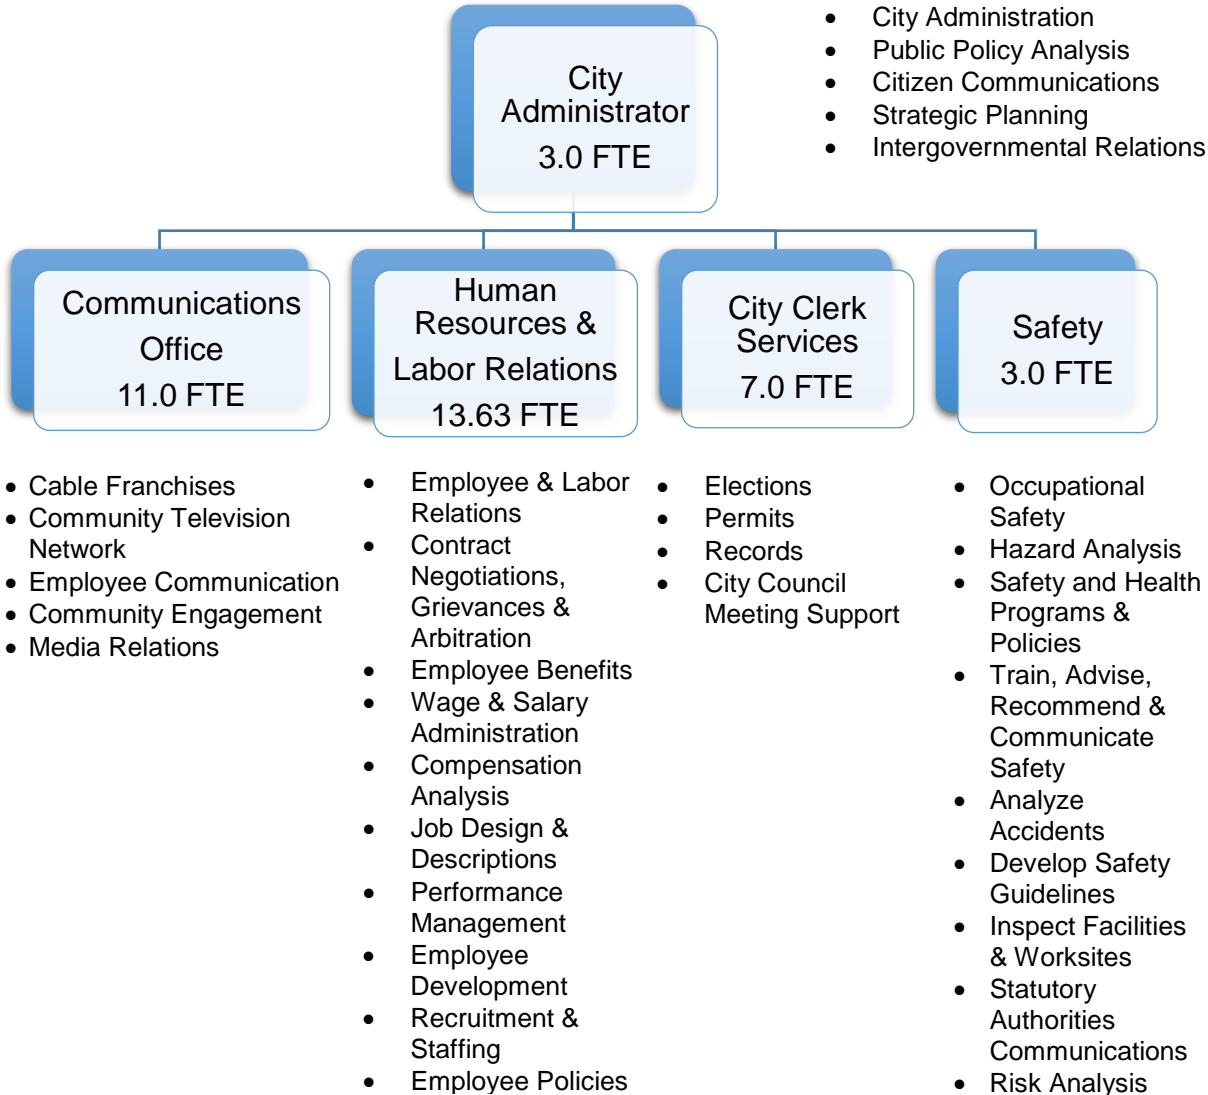 City
Administrator
3.0 FTE
• City Administration
• Public Policy Analysis
• Citizen Communications
• Strategic Planning
• Intergovernmental Relations
Communications
Office
11.0 FTE
Human
Resources &
Labor Relations
13.63 FTE
City Clerk
Services
7.0 FTE
Safety
3.0 FTE
• Cable Franchises
• Community Television
Network
• Employee Communication
• Community Engagement
• Media Relations
• Employee & Labor
Relations
• Contract
Negotiations,
Grievances &
Arbitration
• Employee Benefits
• Wage & Salary
Administration
• Compensation
Analysis
• Job Design &
Descriptions
• Performance
Management
• Employee
Development
• Recruitment &
Staffing
• Employee Policies
• Elections
• Permits
• Records
• City Council
Meeting Support
• Occupational
Safety
• Hazard Analysis
• Safety and Health
Programs &
Policies
• Train, Advise,
Recommend &
Communicate
Safety
• Analyze
Accidents
• Develop Safety
Guidelines
• Inspect Facilities
& Worksites
• Statutory
Authorities
Communications
• Risk Analysis